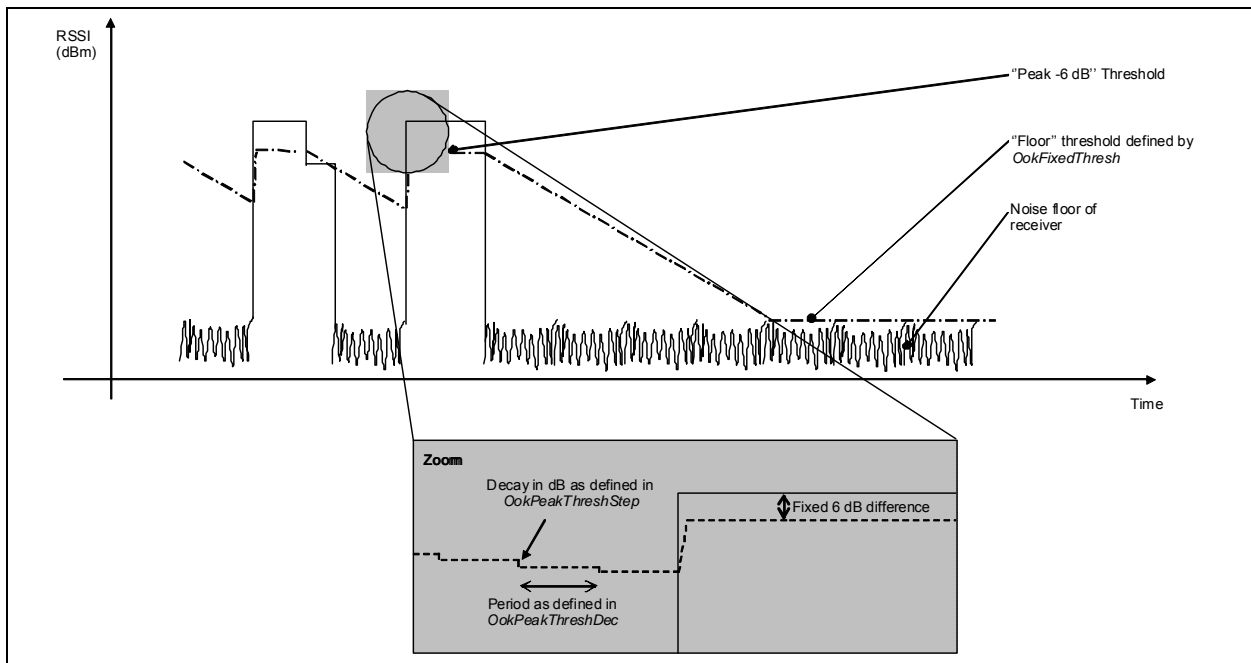 RSSI
(dBm)
"Peak -6 dB" Threshold
"Floor" threshold defined by
OokFixedThresh
Noise floor of
receiver
Time
Zoom
Decay in dB as defined in
OokPeakThreshStep
Fixed 6 dB difference
Period as defined in
OokPeakThreshDec